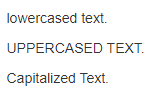 lowercased text.
UPPERCASED TEXT.
Capitalized Text.